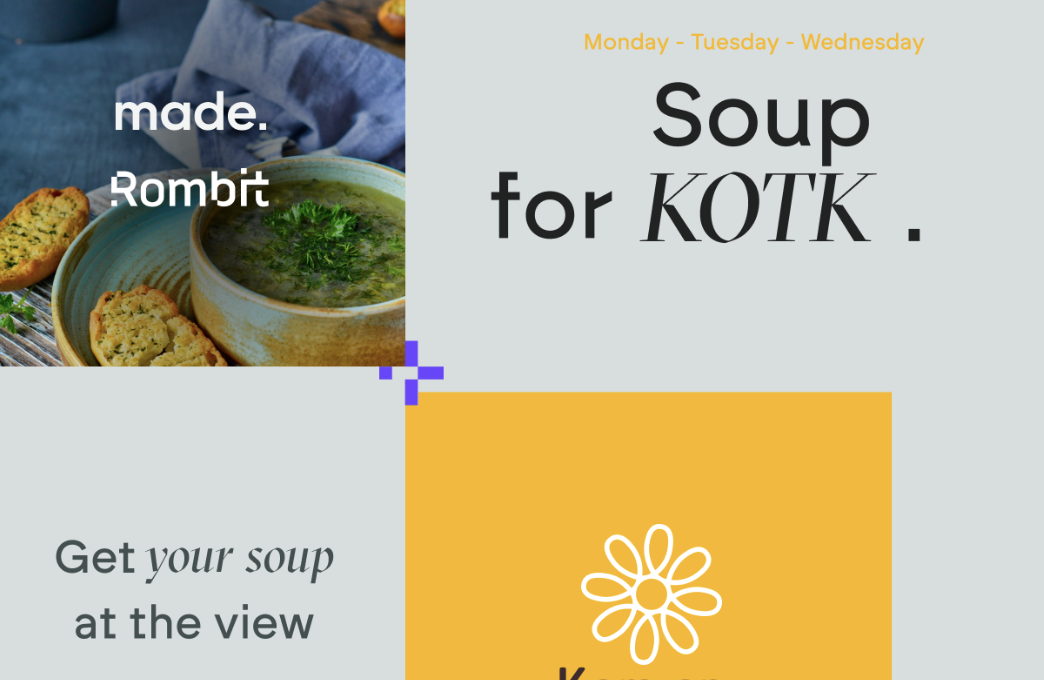 made.
Rombit
Monday - Tuesday - Wednesday
Soup
for KOTK .
Get your soup
at the view